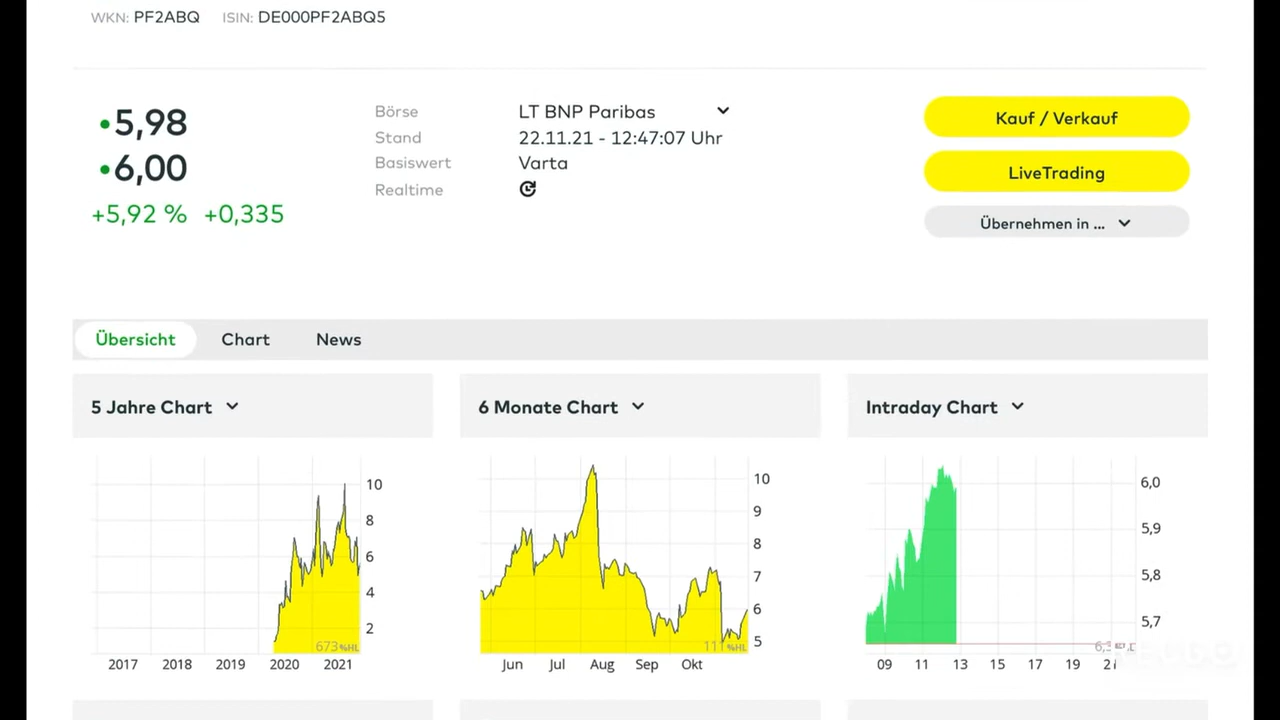 WKN: PF2ABQ ISIN: DE000PF2ABQ5
5,98
6,00
+5,92 % +0,335
Börse LT BNP Paribas
Stand 22.11.21 - 12:47:07 Uhr
Basiswert Varta
Realtime
Kauf / Verkauf
LiveTrading
Übernehmen in ...
Übersicht Chart News
5 Jahre Chart
10
8
6
4
2
673%HL
2017 2018 2019 2020 2021
6 Monate Chart
10
9
8
7
6
5
111%HL
Jun Jul Aug Sep Okt
Intraday Chart
6,0
5,9
5,8
5,7
09 11 13 15 17 19